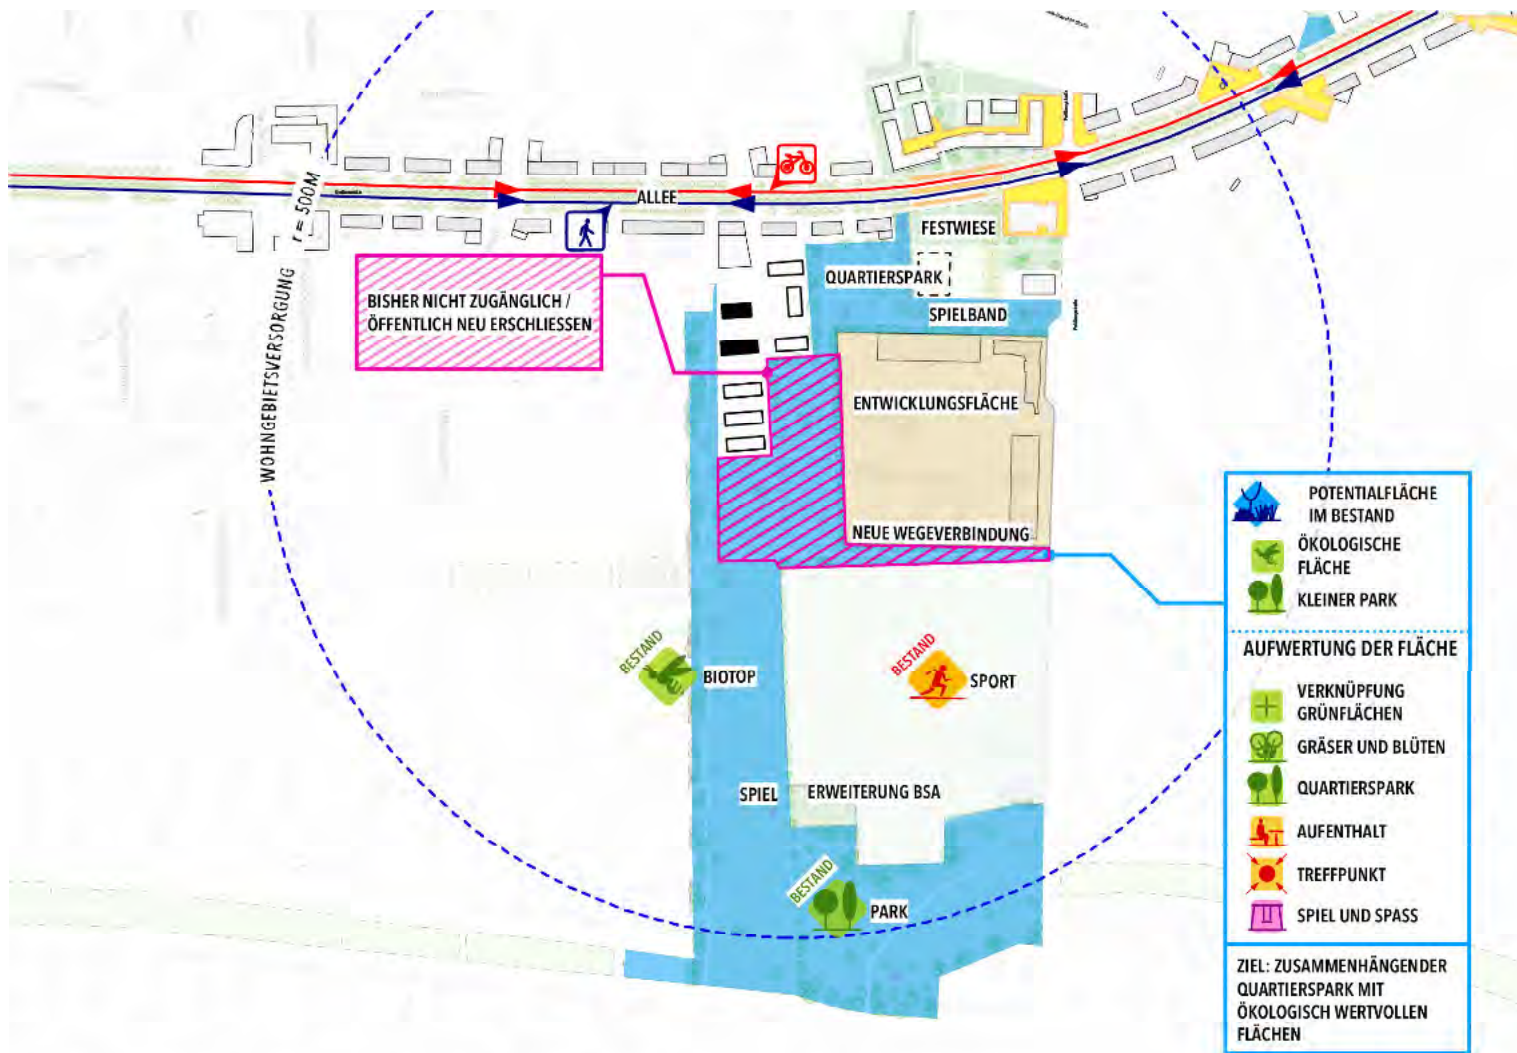 ALLEE
FESTWIESE
QUARTIERSPARK
SPIELBAND
WOHNGEBIETSVERSORGUNG r = 500M
BISHER NICHT ZUGÄNGLICH /
ÖFFENTLICH NEU ERSCHLIESSEN
ENTWICKLUNGSFLÄCHE
NEUE WEGEVERBINDUNG
BESTAND
BIOTOP
BESTAND
SPORT
SPIEL
ERWEITERUNG BSA
BESTAND
PARK
POTENTIALFLÄCHE
IM BESTAND
ÖKOLOGISCHE
FLÄCHE
KLEINER PARK
AUFWERTUNG DER FLÄCHE
VERKNÜPFUNG
GRÜNFLÄCHEN
GRÄSER UND BLÜTEN
QUARTIERSPARK
AUFENTHALT
TREFFPUNKT
SPIEL UND SPASS
ZIEL: ZUSAMMENHÄNGENDER
QUARTIERSPARK MIT
ÖKOLOGISCH WERTVOLLEN
FLÄCHEN